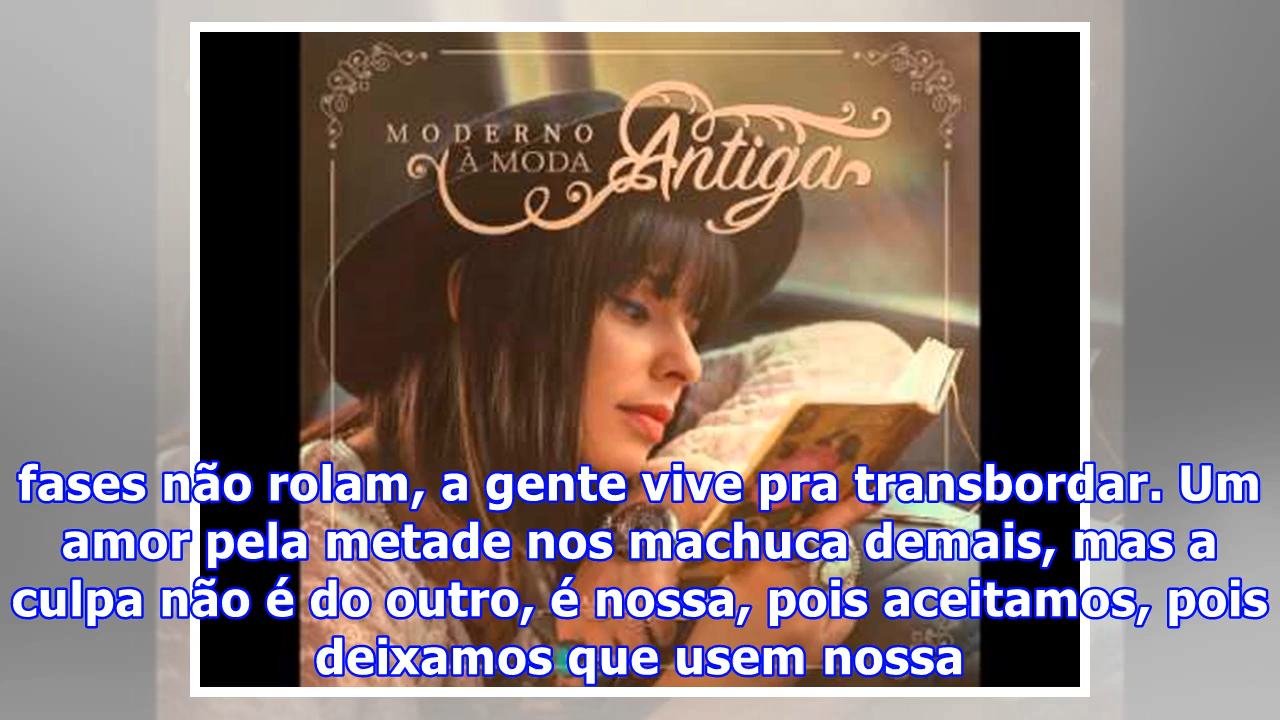 MODERNO
À MODA Antiga
fases não rolam, a gente vive pra transbordar. Um
amor pela metade nos machuca demais, mas a
culpa não é do outro, é nossa, pois aceitamos, pois
deixamos que usem nossa